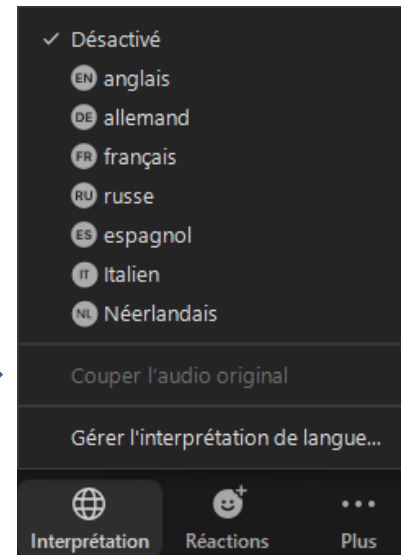 Désactivé
EN anglais
DE allemand
FR français
RU russe
ES espagnol
IT Italien
NL Néerlandais
Couper l'audio original
Gérer l'interprétation de langue...
Interprétation Réactions Plus